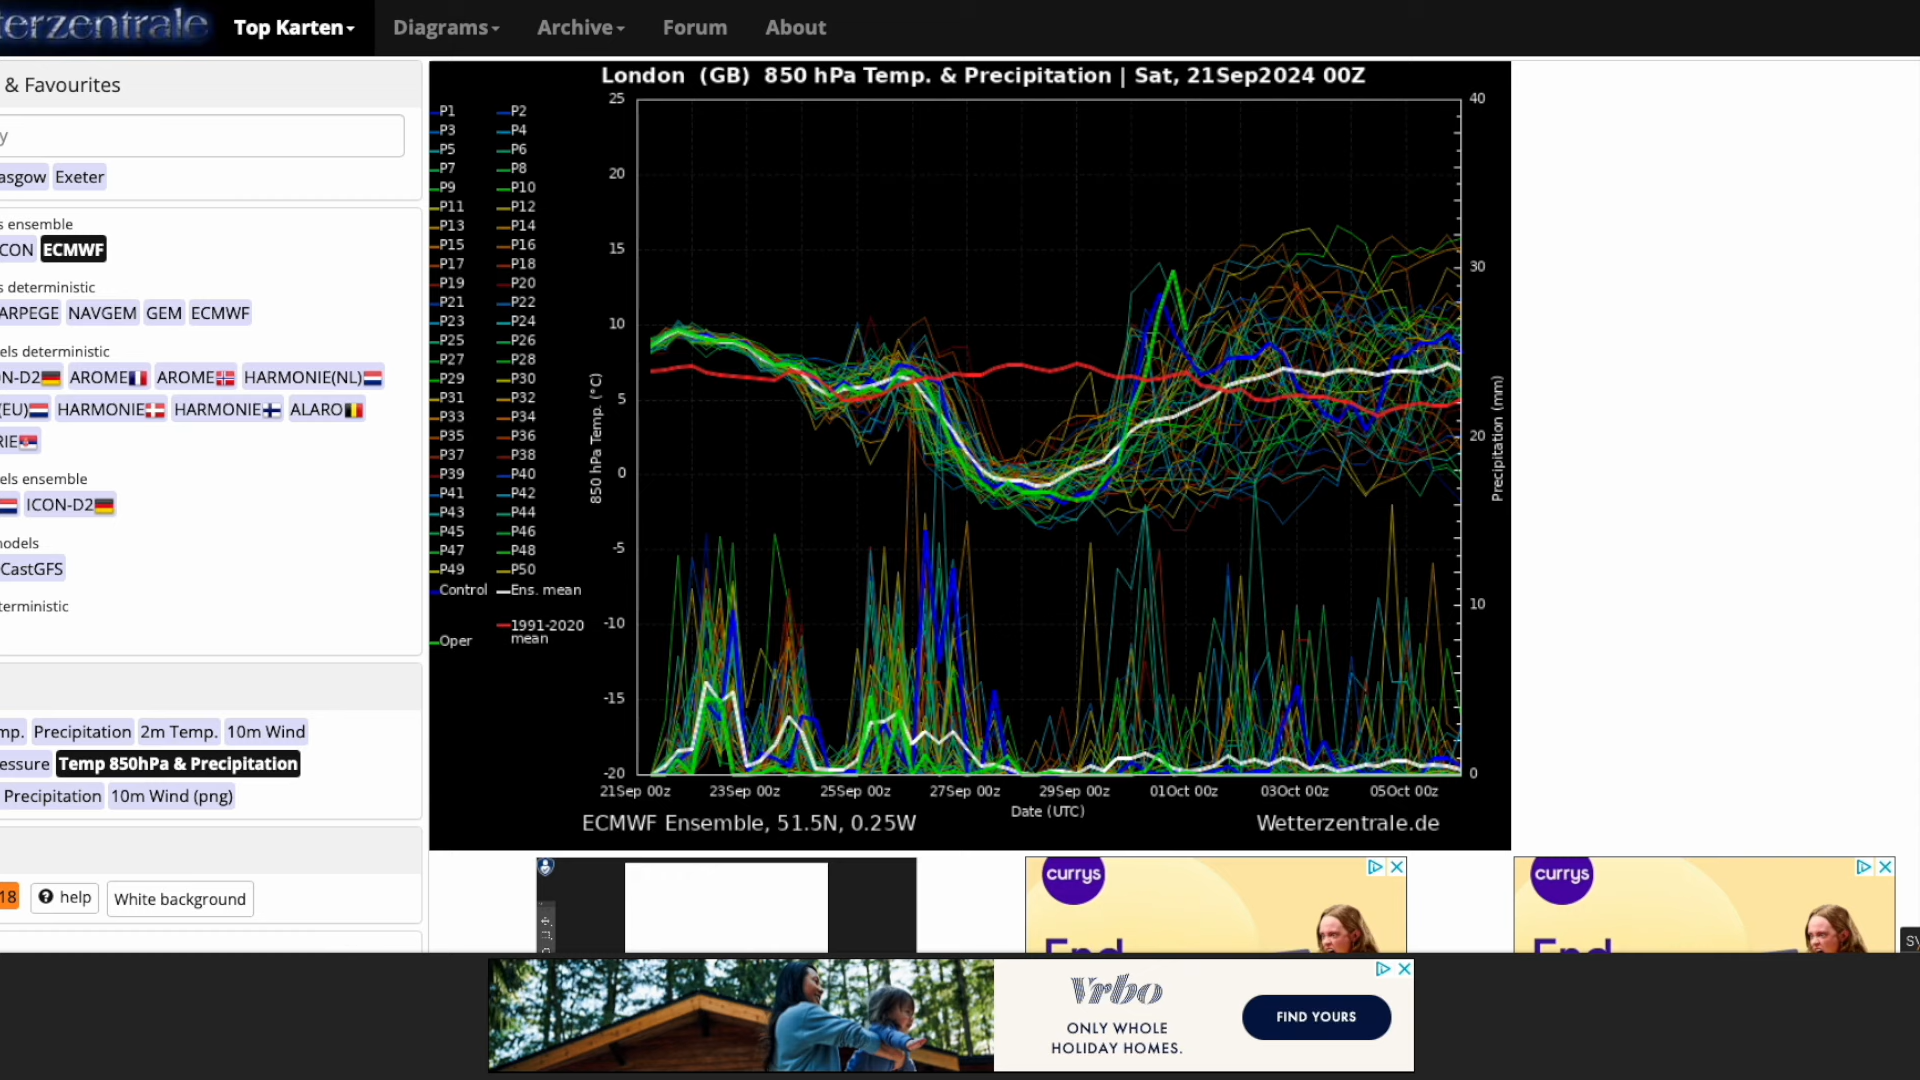 terzentrale
Top Karten
Diagrams
Archive
Forum
About
& Favourites
y
asgow Exeter
s ensemble
CON ECMWF
s deterministic
ARPEGE NAVGEM GEM ECMWF
els deterministic
N-D2 AROME AROME HARMONIE(NL)
(EU) HARMONIE HARMONIE ALARO
RIE
els ensemble
ICON-D2
nodels
CastGFS
terministic
mp. Precipitation 2m Temp. 10m Wind
essure Temp 850hPa & Precipitation
Precipitation 10m Wind (png)
18 help White background
London (GB) 850 hPa Temp. & Precipitation | Sat, 21Sep2024 00Z
P1 P2
P3 P4
P5 P6
P7 P8
P9 P10
P11 P12
P13 P14
P15 P16
P17 P18
P19 P20
P21 P22
P23 P24
P25 P26
P27 P28
P29 P30
P31 P32
P33 P34
P35 P36
P37 P38
P39 P40
P41 P42
P43 P44
P45 P46
P47 P48
P49 P50
Control Ens. mean
1991-2020
mean
Oper
850 hPa Temp. (°C)
25
20
15
10
5
0
-5
-10
-15
-20
40
30
20
10
0
Precipitation (mm)
21Sep 00z 23Sep 00z 25Sep 00z 27Sep 00z 29Sep 00z 01Oct 00z 03Oct 00z 05Oct 00z
Date (UTC)
ECMWF Ensemble, 51.5N, 0.25W
Wetterzentrale.de
currys
End
currys
End
sy
Vrbo
ONLY WHOLE
HOLIDAY HOMES.
FIND YOURS